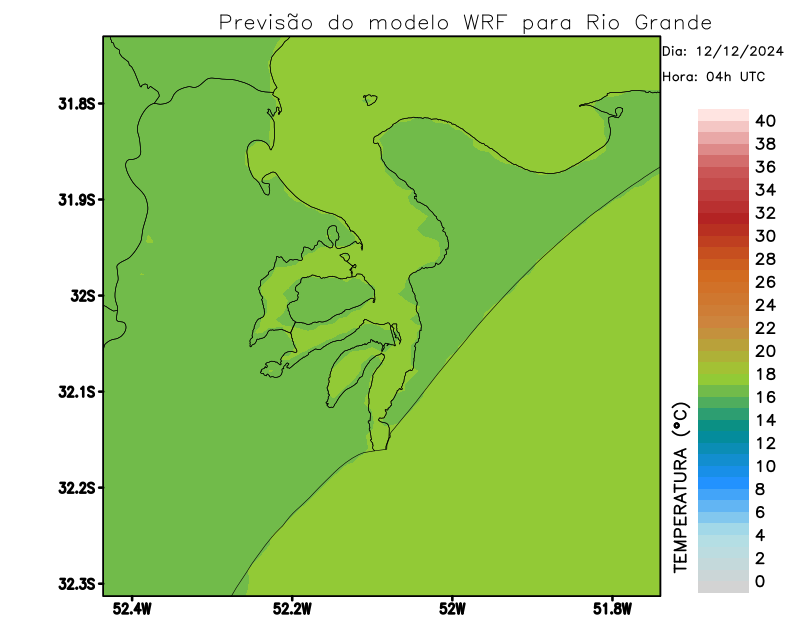 Previsão do modelo WRF para Rio Grande
Dia: 12/12/2024
Hora: 04h UTC
31.8S
31.9S
32S
32.1S
32.2S
32.3S
52.4W
52.2W
52W
51.8W
TEMPERATURA (°C)
40
38
36
34
32
30
28
26
24
22
20
18
16
14
12
10
8
6
4
2
0